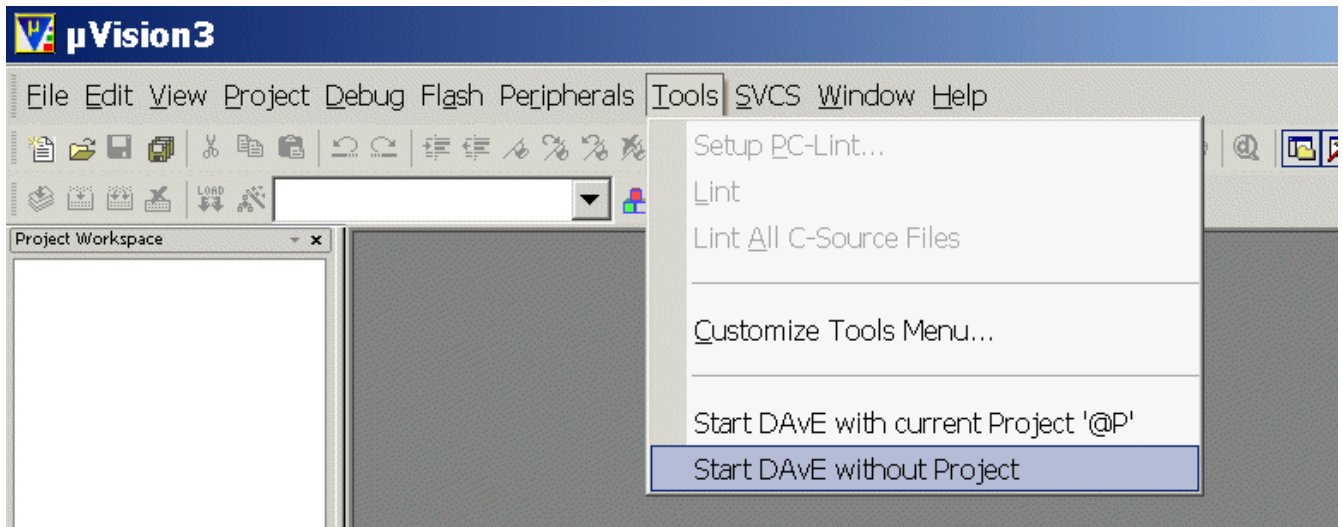 µVision3
File Edit View Project Debug Flash Peripherals Tools SVCS Window Help
LOAD
Project Workspace
Setup PC-Lint...
Lint
Lint All C-Source Files
Customize Tools Menu...
Start DAvE with current Project '@P'
Start DAvE without Project